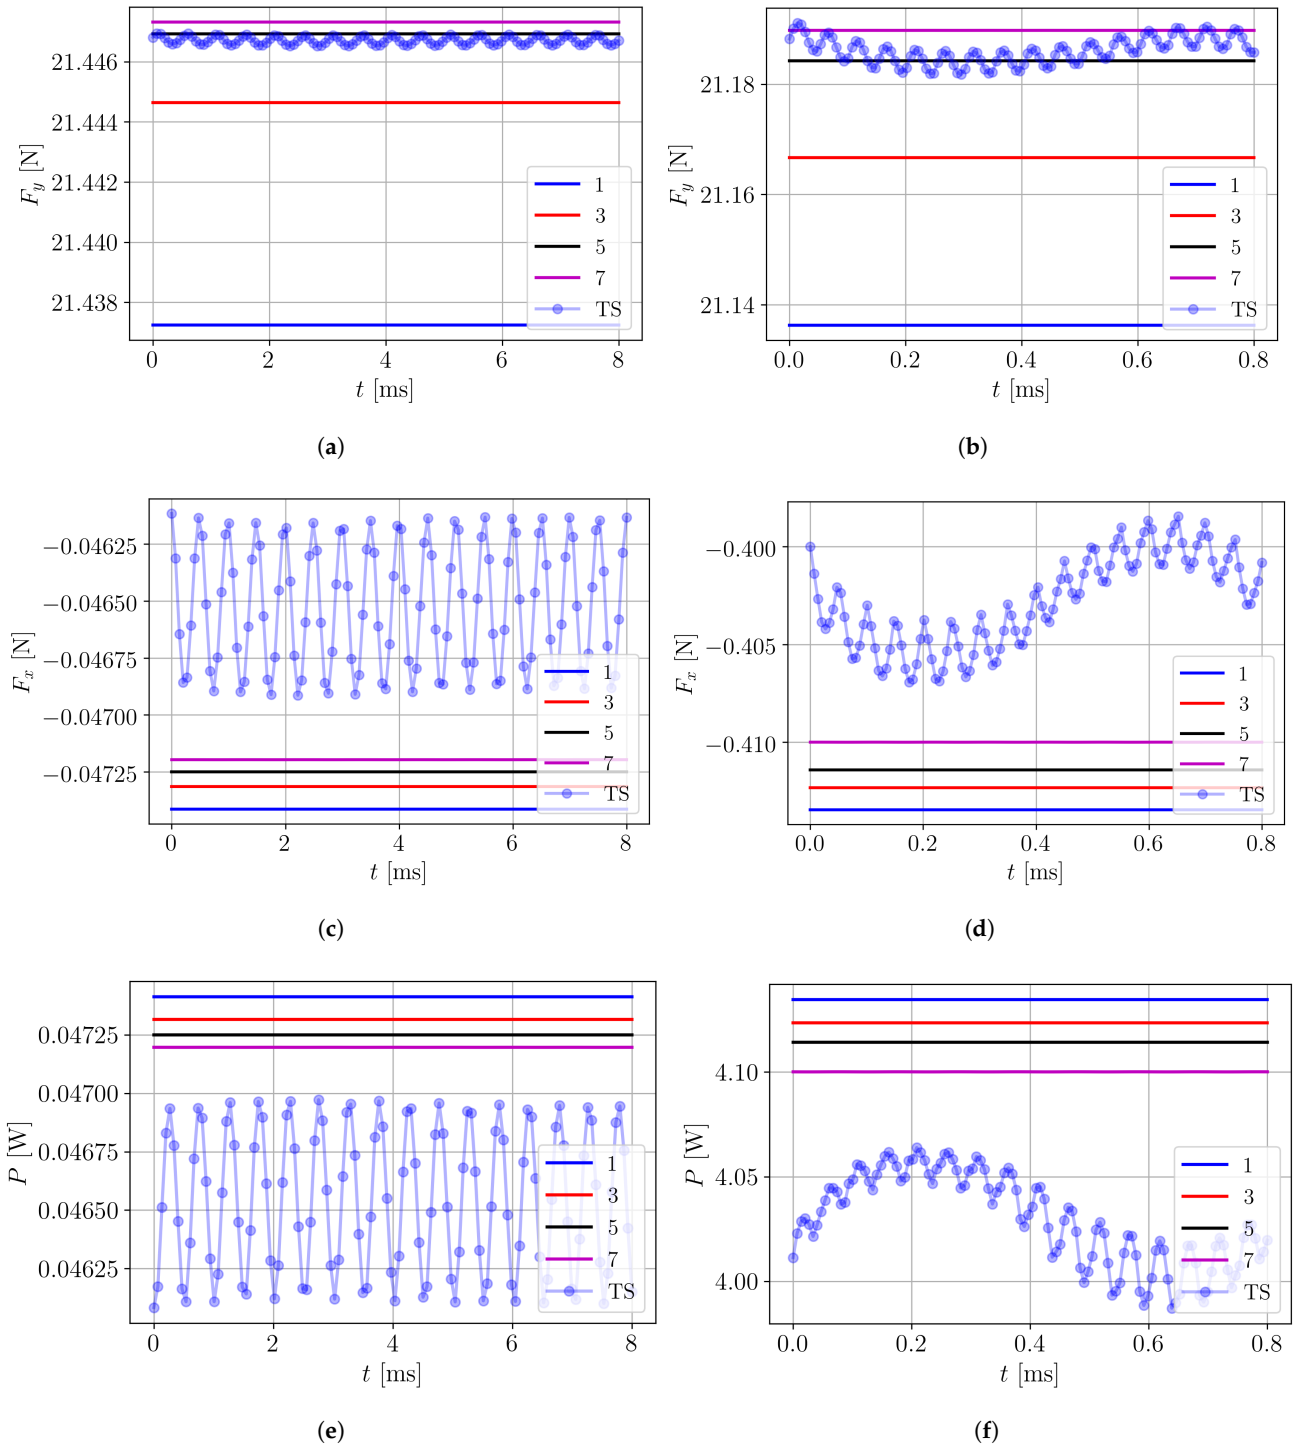 21.446
21.444
21.442
21.440
21.438
F_y [N]
0 2 4 6 8
t [ms]
1
3
5
7
TS
(a)
21.18
21.16
21.14
F_y [N]
0.0 0.2 0.4 0.6 0.8
t [ms]
1
3
5
7
TS
(b)
−0.04625
−0.04650
−0.04675
−0.04700
−0.04725
F_x [N]
0 2 4 6 8
t [ms]
1
3
5
7
TS
(c)
−0.400
−0.405
−0.410
F_x [N]
0.0 0.2 0.4 0.6 0.8
t [ms]
1
3
5
7
TS
(d)
0.04725
0.04700
0.04675
0.04650
0.04625
P [W]
0 2 4 6 8
t [ms]
1
3
5
7
TS
(e)
4.10
4.05
4.00
P [W]
0.0 0.2 0.4 0.6 0.8
t [ms]
1
3
5
7
TS
(f)